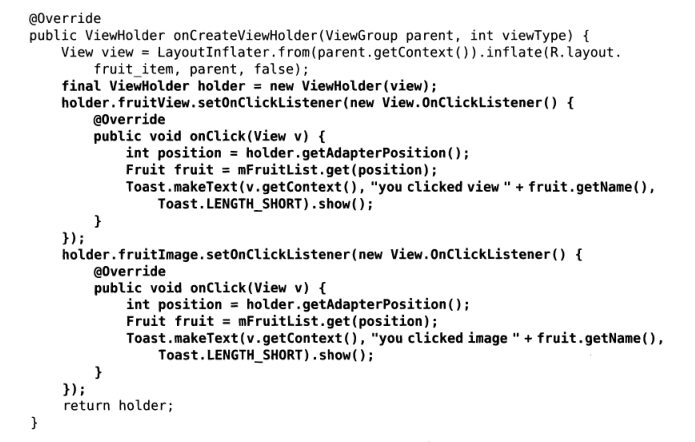 @Override
public ViewHolder onCreateViewHolder(ViewGroup parent, int viewType) {
    View view = LayoutInflater.from(parent.getContext()).inflate(R.layout.
        fruit_item, parent, false);
    final ViewHolder holder = new ViewHolder(view);
    holder.fruitView.setOnClickListener(new View.OnClickListener() {
        @Override
        public void onClick(View v) {
            int position = holder.getAdapterPosition();
            Fruit fruit = mFruitList.get(position);
            Toast.makeText(v.getContext(), "you clicked view " + fruit.getName(),
                Toast.LENGTH_SHORT).show();
        }
    });
    holder.fruitImage.setOnClickListener(new View.OnClickListener() {
        @Override
        public void onClick(View v) {
            int position = holder.getAdapterPosition();
            Fruit fruit = mFruitList.get(position);
            Toast.makeText(v.getContext(), "you clicked image " + fruit.getName(),
                Toast.LENGTH_SHORT).show();
        }
    });
    return holder;
}